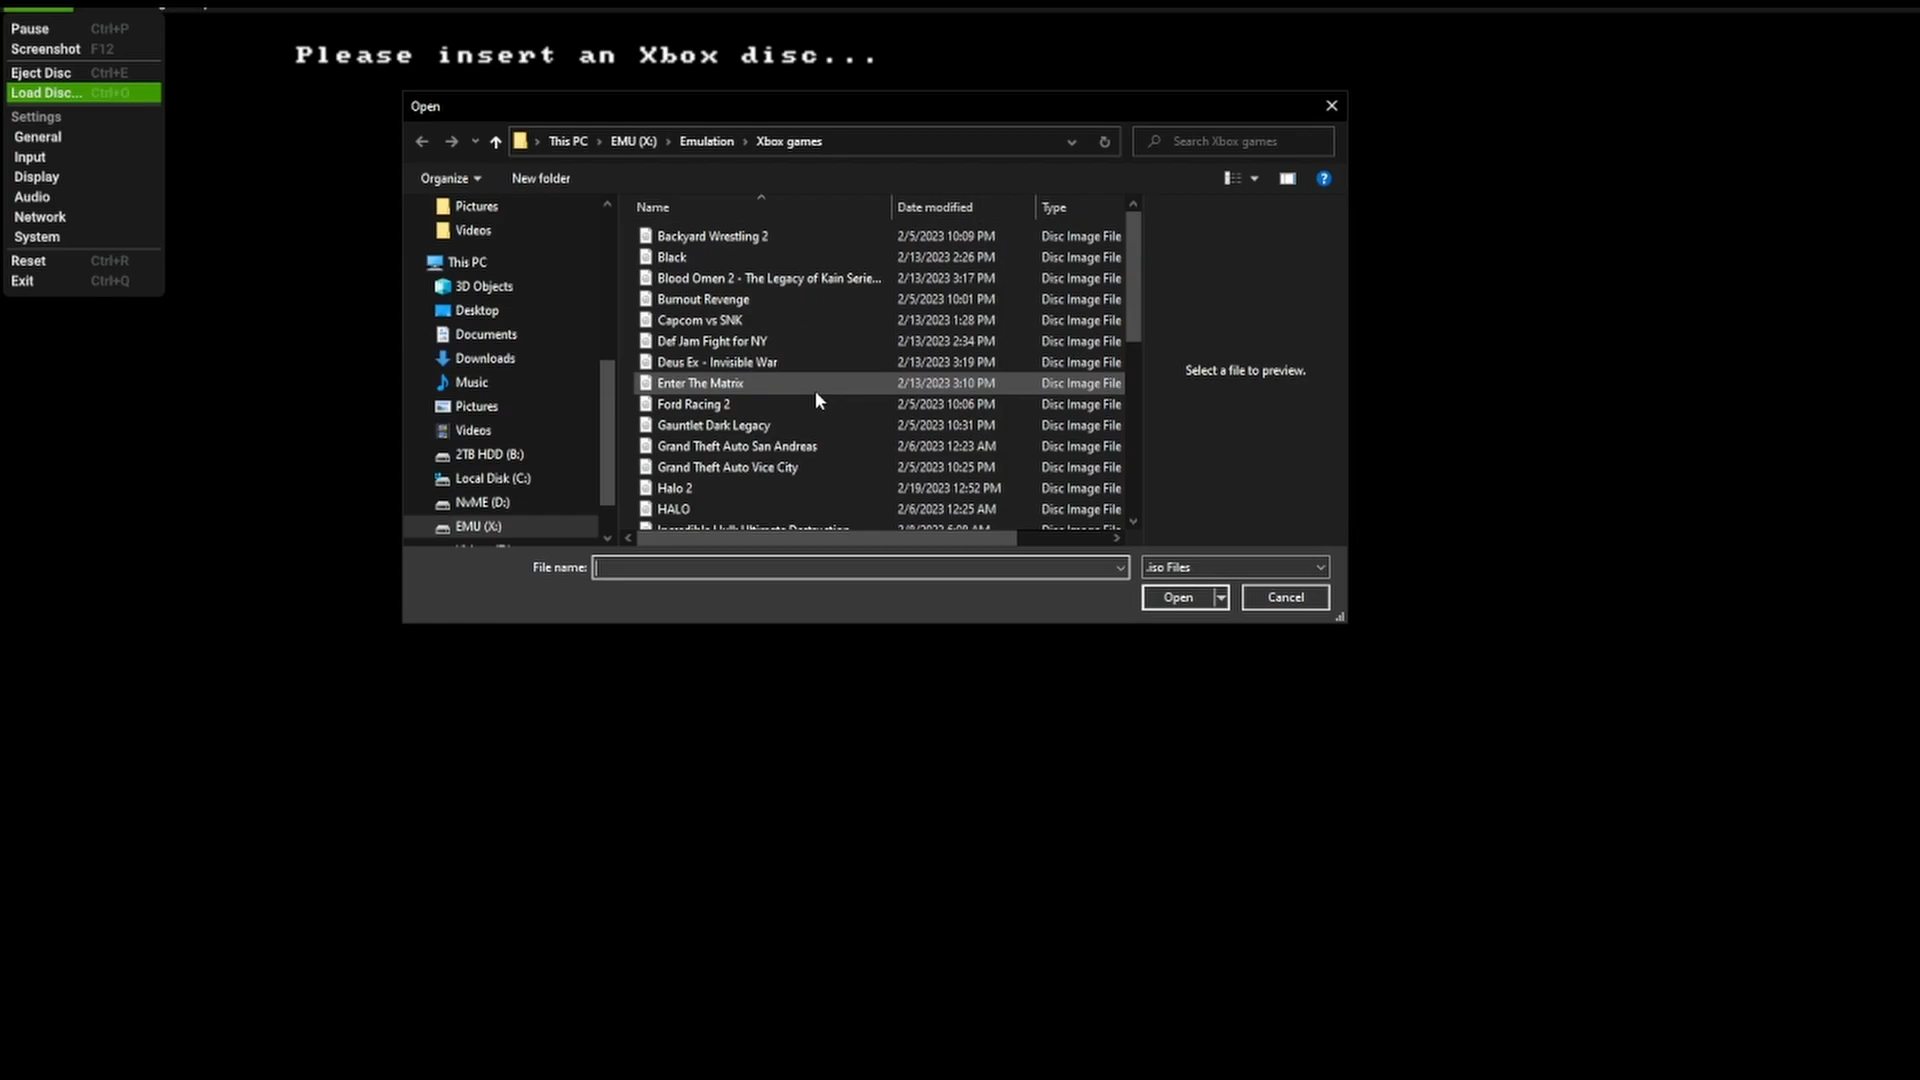 Pause Ctrl+P
Screenshot F12
Eject Disc Ctrl+E
Load Disc... Ctrl+O
Settings
General
Input
Display
Audio
Network
System
Reset Ctrl+R
Exit Ctrl+Q
Please insert an Xbox disc...
Open
This PC › EMU (X:) › Emulation › Xbox games
Search Xbox games
Organize
New folder
Pictures
Videos
This PC
3D Objects
Desktop
Documents
Downloads
Music
Pictures
Videos
2TB HDD (B:)
Local Disk (C:)
NvME (D:)
EMU (X:)
Name Date modified Type
Backyard Wrestling 2 2/5/2023 10:09 PM Disc Image File
Black 2/13/2023 2:26 PM Disc Image File
Blood Omen 2 - The Legacy of Kain Serie... 2/13/2023 3:17 PM Disc Image File
Burnout Revenge 2/5/2023 10:01 PM Disc Image File
Capcom vs SNK 2/13/2023 1:28 PM Disc Image File
Def Jam Fight for NY 2/13/2023 2:34 PM Disc Image File
Deus Ex - Invisible War 2/13/2023 3:19 PM Disc Image File
Enter The Matrix 2/13/2023 3:10 PM Disc Image File
Ford Racing 2 2/5/2023 10:06 PM Disc Image File
Gauntlet Dark Legacy 2/5/2023 10:31 PM Disc Image File
Grand Theft Auto San Andreas 2/6/2023 12:23 AM Disc Image File
Grand Theft Auto Vice City 2/5/2023 10:25 PM Disc Image File
Halo 2 2/19/2023 12:52 PM Disc Image File
HALO 2/6/2023 12:25 AM Disc Image File
Select a file to preview.
File name:
.iso Files
Open
Cancel